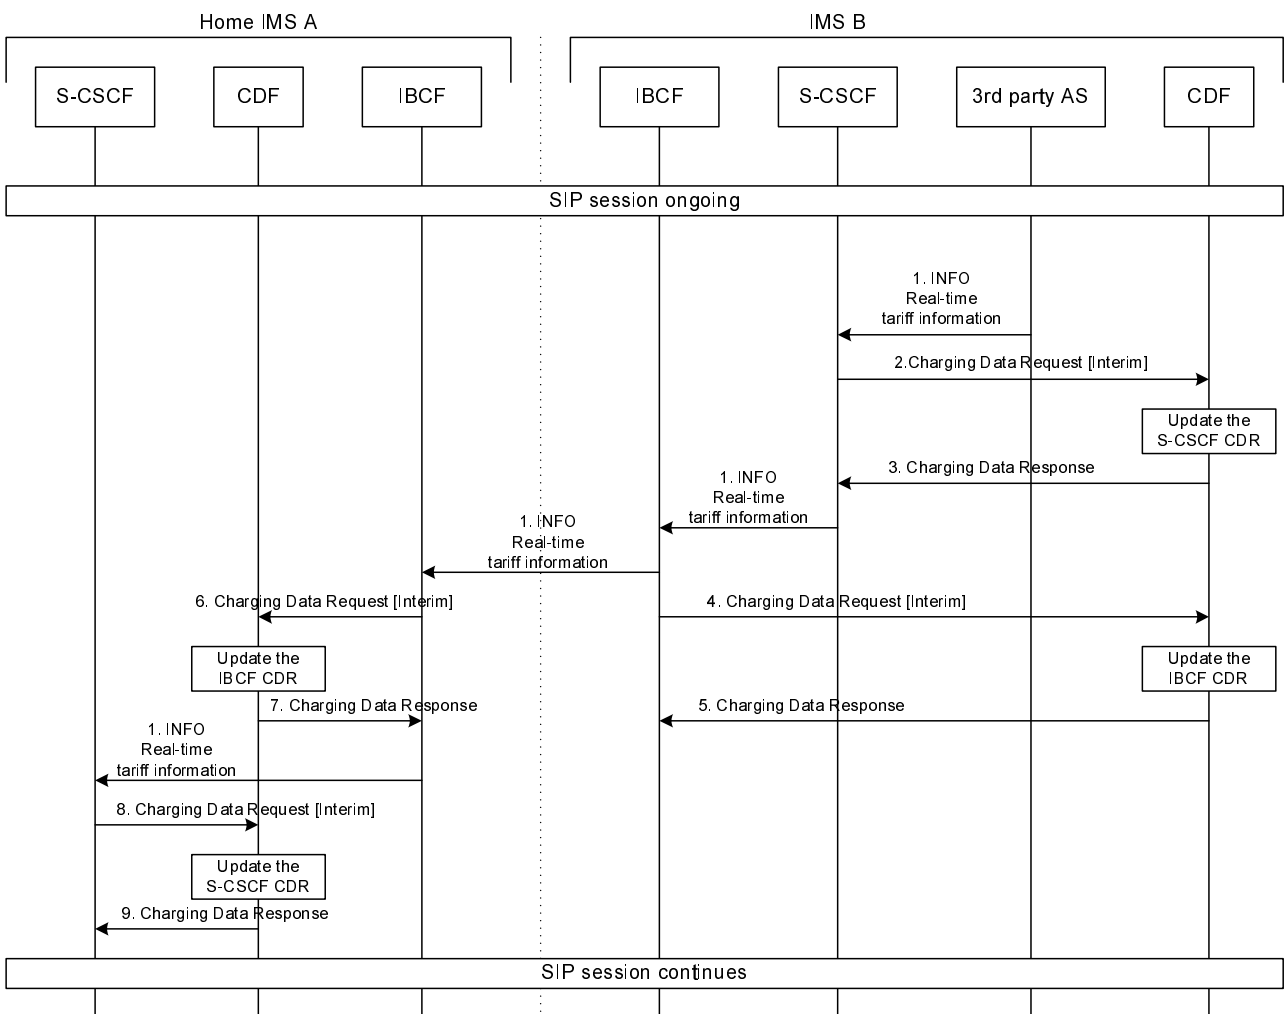 Home IMS A
IMS B
S-CSCF
CDF
IBCF
IBCF
S-CSCF
3rd party AS
CDF
SIP session ongoing
1. INFO
Real-time
tariff information
2.Charging Data Request [Interim]
Update the
S-CSCF CDR
3. Charging Data Response
1. INFO
Real-time
tariff information
1. INFO
Real-time
tariff information
6. Charging Data Request [Interim]
4. Charging Data Request [Interim]
Update the
IBCF CDR
Update the
IBCF CDR
7. Charging Data Response
5. Charging Data Response
1. INFO
Real-time
tariff information
8. Charging Data Request [Interim]
Update the
S-CSCF CDR
9. Charging Data Response
SIP session continues